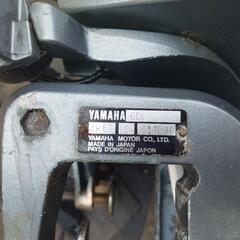 YAMAHA
YAMAHA MOTOR CO., LTD.
MADE IN JAPAN
PAYS D'ORIGINE JAPON